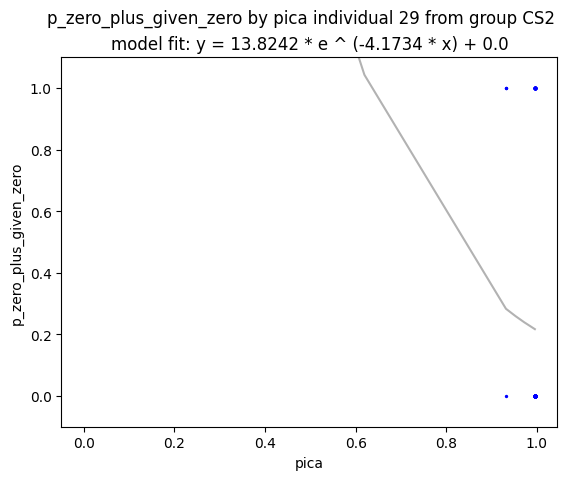 p_zero_plus_given_zero by pica individual 29 from group CS2
model fit: y = 13.8242 * e ^ (-4.1734 * x) + 0.0
1.0
0.8
0.6
0.4
0.2
0.0
p_zero_plus_given_zero
0.0 0.2 0.4 0.6 0.8 1.0
pica